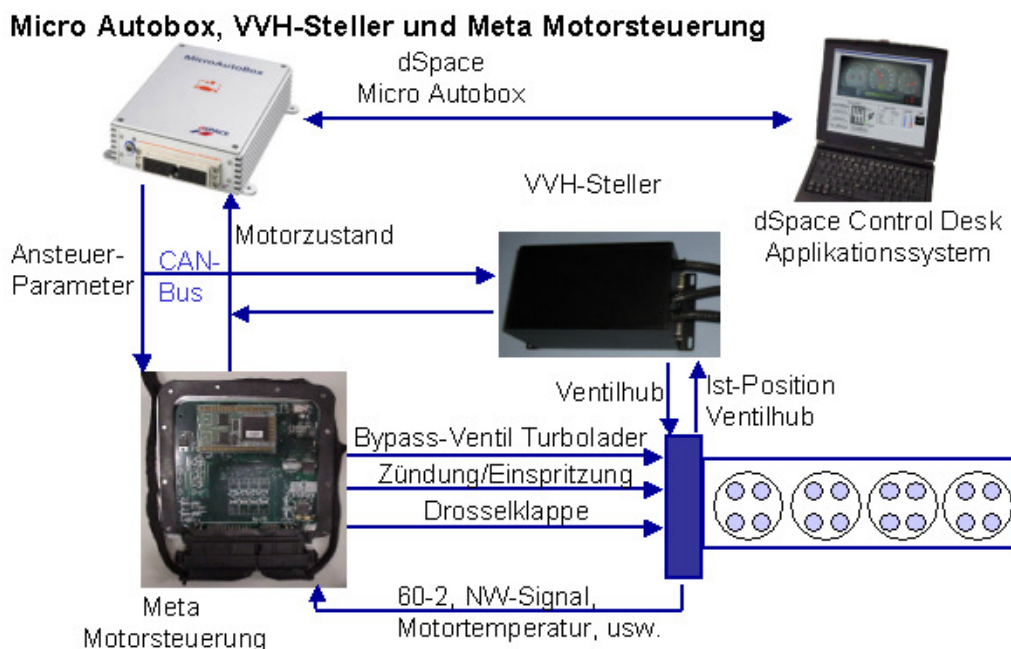 Micro Autobox, VVH-Steller und Meta Motorsteuerung
MicroAutoBox
dSPACE
dSpace
Micro Autobox
VVH-Steller
dSpace Control Desk
Applikationssystem
Motorzustand
Ansteuer-
Parameter
CAN-
Bus
Ventilhub
Ist-Position
Ventilhub
Bypass-Ventil Turbolader
Zündung/Einspritzung
Drosselklappe
60-2, NW-Signal,
Motortemperatur, usw.
Meta
Motorsteuerung